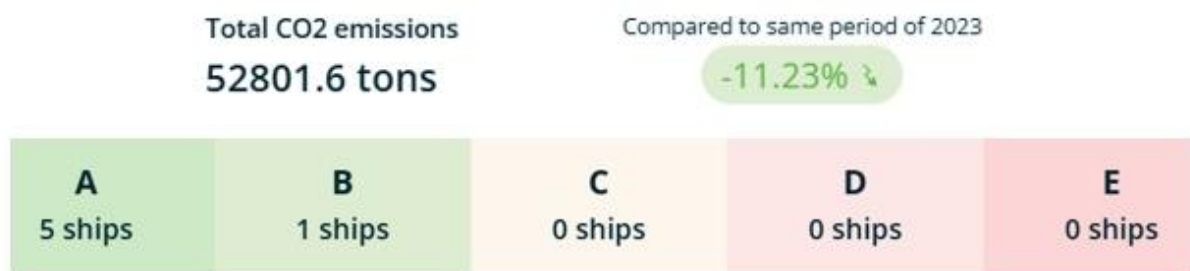 Total CO2 emissions
52801.6 tons
Compared to same period of 2023
-11.23%
A
5 ships
B
1 ships
C
0 ships
D
0 ships
E
0 ships